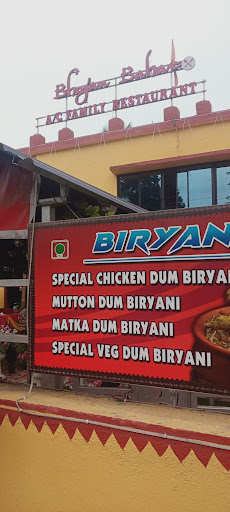 Bhojan Bahar
A/C FAMILY RESTAURANT
BIRYAN
SPECIAL CHICKEN DUM BIRYA
MUTTON DUM BIRYANI
MATKA DUM BIRYANI
SPECIAL VEG DUM BIRYANI